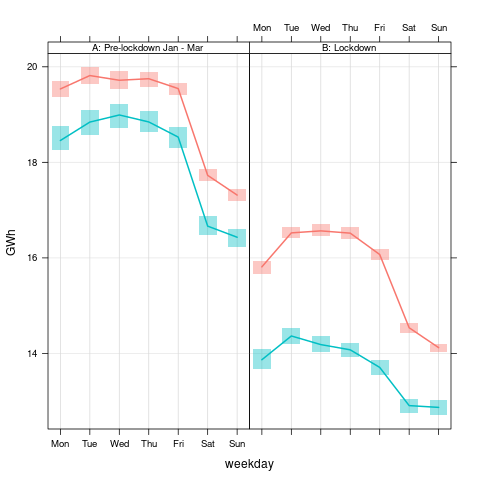 Mon Tue Wed Thu Fri Sat Sun
A: Pre-lockdown Jan - Mar B: Lockdown
20
18
16
14
GWh
Mon Tue Wed Thu Fri Sat Sun
weekday